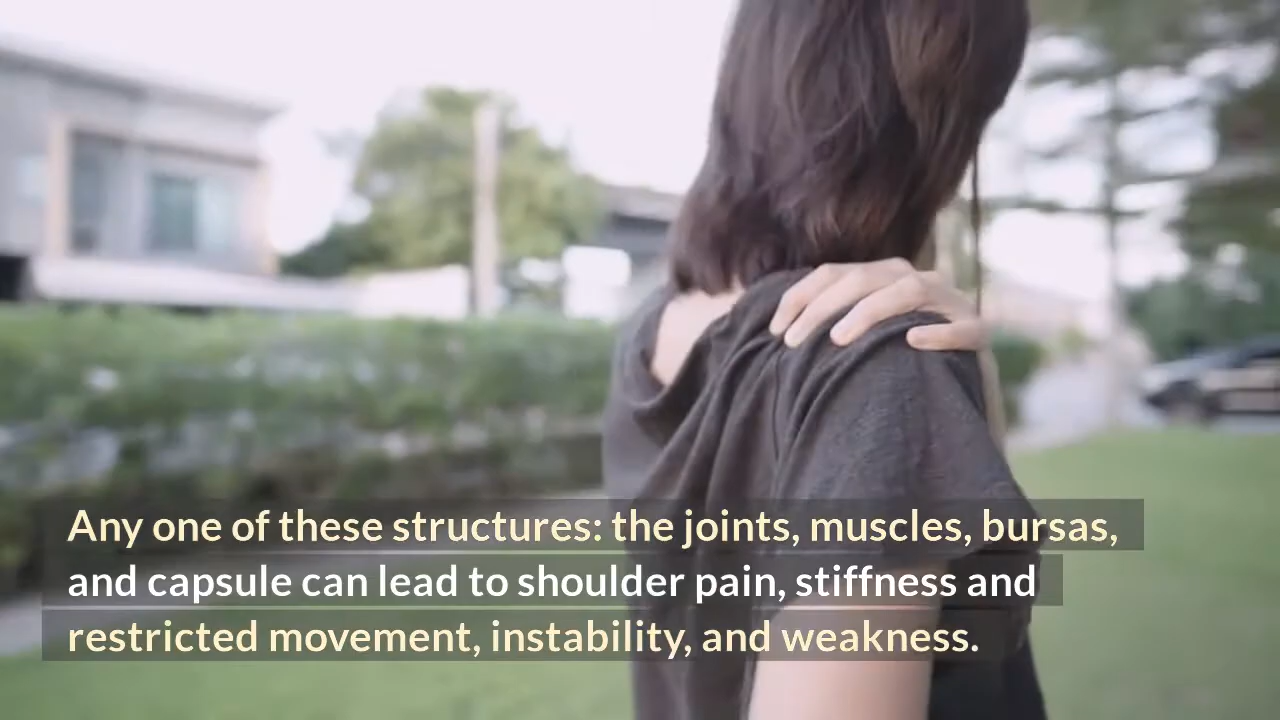 Any one of these structures: the joints, muscles, bursas,
and capsule can lead to shoulder pain, stiffness and
restricted movement, instability, and weakness.